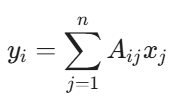 $y_i = \sum_{j=1}^{n} A_{ij} x_j$